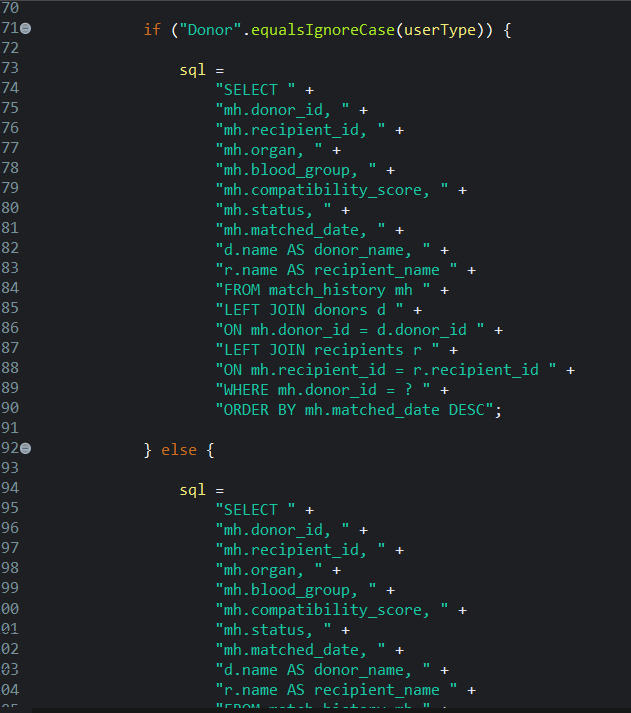 70
71 if ("Donor".equalsIgnoreCase(userType)) {
72
73 sql =
74 "SELECT " +
75 "mh.donor_id, " +
76 "mh.recipient_id, " +
77 "mh.organ, " +
78 "mh.blood_group, " +
79 "mh.compatibility_score, " +
80 "mh.status, " +
81 "mh.matched_date, " +
82 "d.name AS donor_name, " +
83 "r.name AS recipient_name " +
84 "FROM match_history mh " +
85 "LEFT JOIN donors d " +
86 "ON mh.donor_id = d.donor_id " +
87 "LEFT JOIN recipients r " +
88 "ON mh.recipient_id = r.recipient_id " +
89 "WHERE mh.donor_id = ? " +
90 "ORDER BY mh.matched_date DESC";
91
92 } else {
93
94 sql =
95 "SELECT " +
96 "mh.donor_id, " +
97 "mh.recipient_id, " +
98 "mh.organ, " +
99 "mh.blood_group, " +
00 "mh.compatibility_score, " +
01 "mh.status, " +
02 "mh.matched_date, " +
03 "d.name AS donor_name, " +
04 "r.name AS recipient_name " +
05 "FROM match_history mh " +